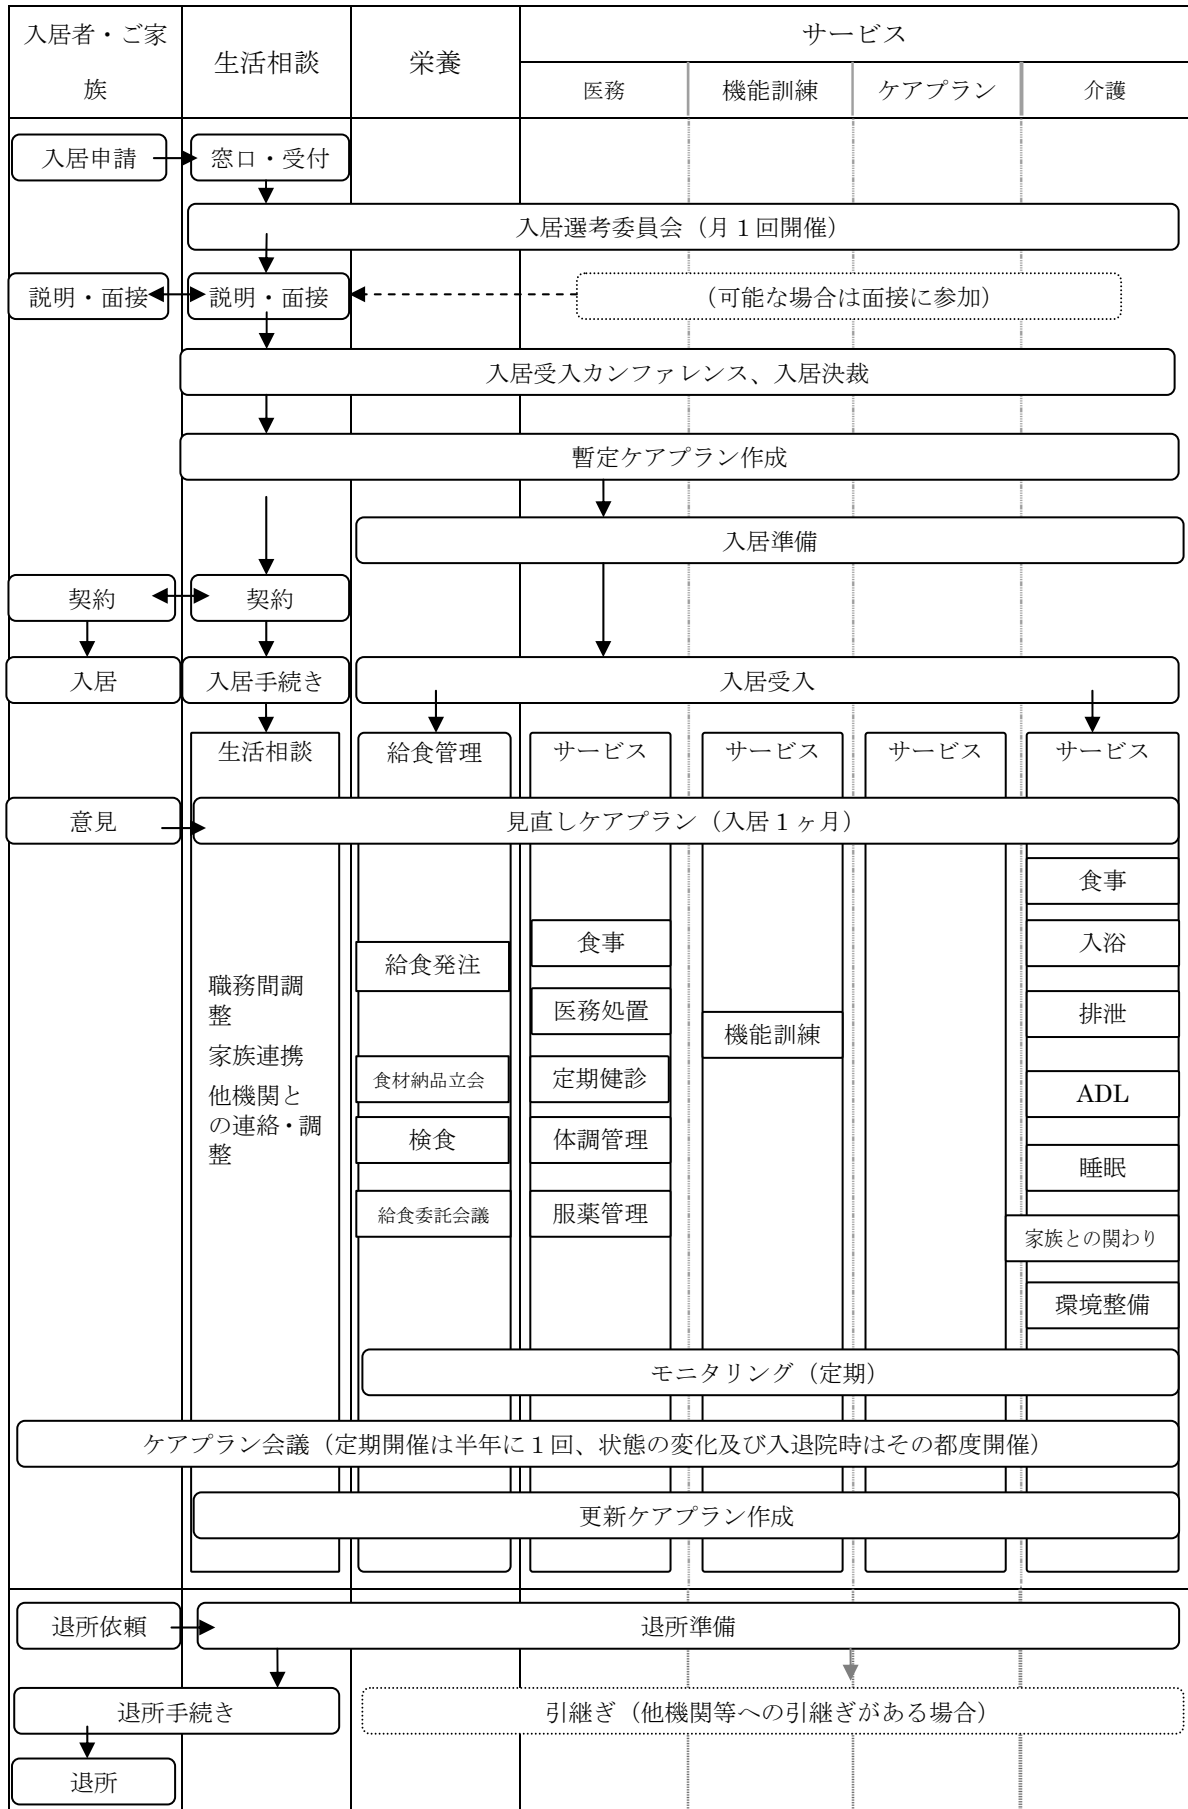 入居者・ご家
族
生活相談
栄養
サービス
医務
機能訓練
ケアプラン
介護
入居申請
窓口・受付
入居選考委員会（月１回開催）
説明・面接
説明・面接
（可能な場合は面接に参加）
入居受入カンファレンス、入居決裁
暫定ケアプラン作成
入居準備
契約
契約
入居
入居手続き
入居受入
生活相談
給食管理
サービス
サービス
サービス
サービス
意見
見直しケアプラン（入居１ヶ月）
職務間調
整
家族連携
他機関と
の連絡・調
整
給食発注
食材納品立会
検食
給食委託会議
食事
医務処置
定期健診
体調管理
服薬管理
機能訓練
食事
入浴
排泄
ADL
睡眠
家族との関わり
環境整備
モニタリング（定期）
ケアプラン会議（定期開催は半年に１回、状態の変化及び入退院時はその都度開催）
更新ケアプラン作成
退所依頼
退所準備
退所手続き
引継ぎ（他機関等への引継ぎがある場合）
退所